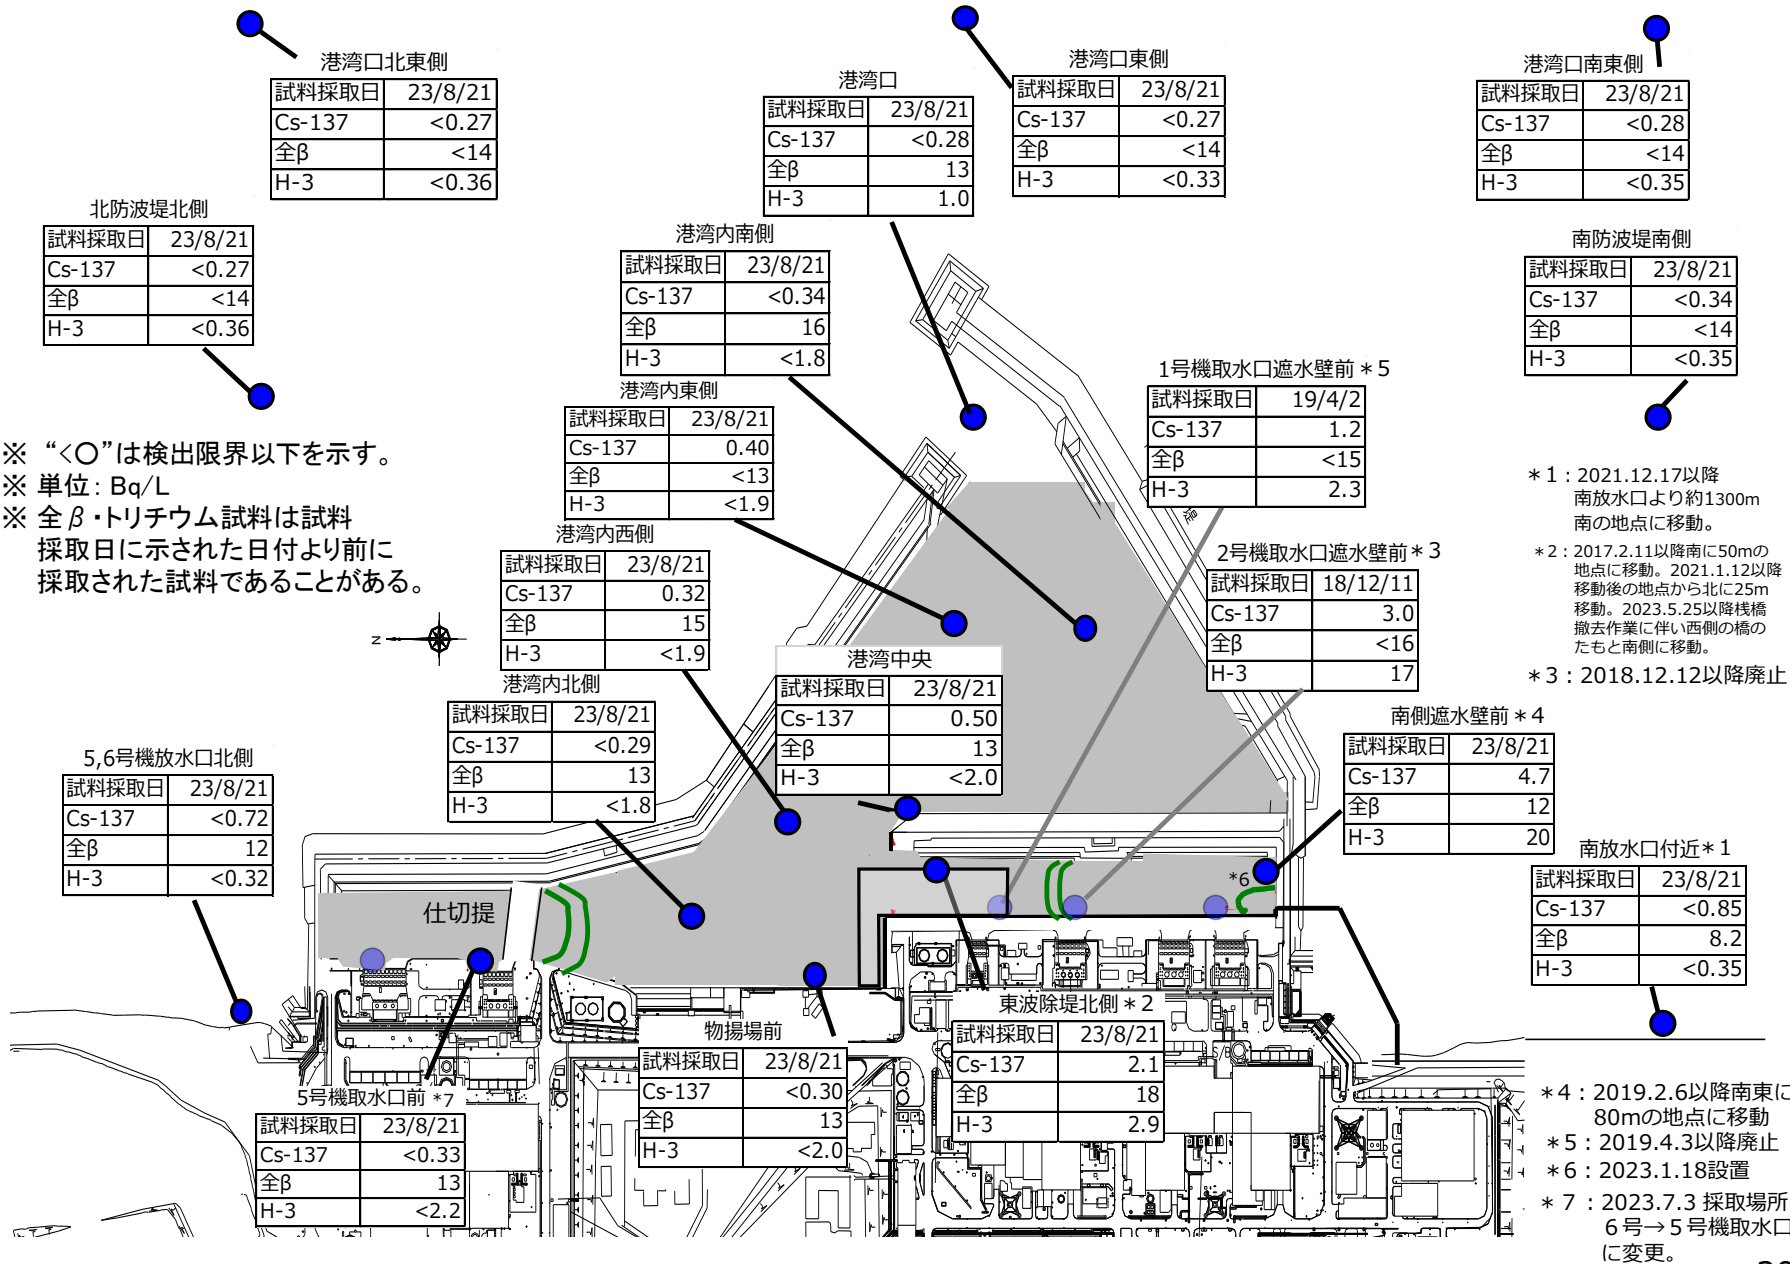 港湾口北東側
試料採取日 23/8/21
Cs-137 <0.27
全β <14
H-3 <0.36
港湾口
試料採取日 23/8/21
Cs-137 <0.28
全β 13
H-3 1.0
港湾口東側
試料採取日 23/8/21
Cs-137 <0.27
全β <14
H-3 <0.33
港湾口南東側
試料採取日 23/8/21
Cs-137 <0.28
全β <14
H-3 <0.35
北防波堤北側
試料採取日 23/8/21
Cs-137 <0.27
全β <14
H-3 <0.36
港湾内南側
試料採取日 23/8/21
Cs-137 <0.34
全β 16
H-3 <1.8
南防波堤南側
試料採取日 23/8/21
Cs-137 <0.34
全β <14
H-3 <0.35
港湾内東側
試料採取日 23/8/21
Cs-137 0.40
全β <13
H-3 <1.9
1号機取水口遮水壁前＊5
試料採取日 19/4/2
Cs-137 1.2
全β <15
H-3 2.3
※ “<○”は検出限界以下を示す。
※ 単位：Bq/L
※ 全β・トリチウム試料は試料
採取日に示された日付より前に
採取された試料であることがある。
堤
＊1：2021.12.17以降
南放水口より約1300m
南の地点に移動。
＊2：2017.2.11以降南に50mの
地点に移動。2021.1.12以降
移動後の地点から北に25m
移動。2023.5.25以降桟橋
撤去作業に伴い西側の橋の
たもと南側に移動。
＊3：2018.12.12以降廃止
港湾内西側
試料採取日 23/8/21
Cs-137 0.32
全β 15
H-3 <1.9
2号機取水口遮水壁前＊3
試料採取日 18/12/11
Cs-137 3.0
全β <16
H-3 17
N
港湾中央
試料採取日 23/8/21
Cs-137 0.50
全β 13
H-3 <2.0
港湾内北側
試料採取日 23/8/21
Cs-137 <0.29
全β 13
H-3 <1.8
南側遮水壁前＊4
試料採取日 23/8/21
Cs-137 4.7
全β 12
H-3 20
5,6号機放水口北側
試料採取日 23/8/21
Cs-137 <0.72
全β 12
H-3 <0.32
南放水口付近＊1
試料採取日 23/8/21
Cs-137 <0.85
全β 8.2
H-3 <0.35
*6
仕切提
東波除堤北側＊2
試料採取日 23/8/21
Cs-137 2.1
全β 18
H-3 2.9
S/B
物揚場前
試料採取日 23/8/21
Cs-137 <0.30
全β 13
H-3 <2.0
5号機取水口前 *7
試料採取日 23/8/21
Cs-137 <0.33
全β 13
H-3 <2.2
＊4：2019.2.6以降南東に
80mの地点に移動
＊5：2019.4.3以降廃止
＊6：2023.1.18設置
＊７：2023.7.3 採取場所
６号→５号機取水口
に変更。